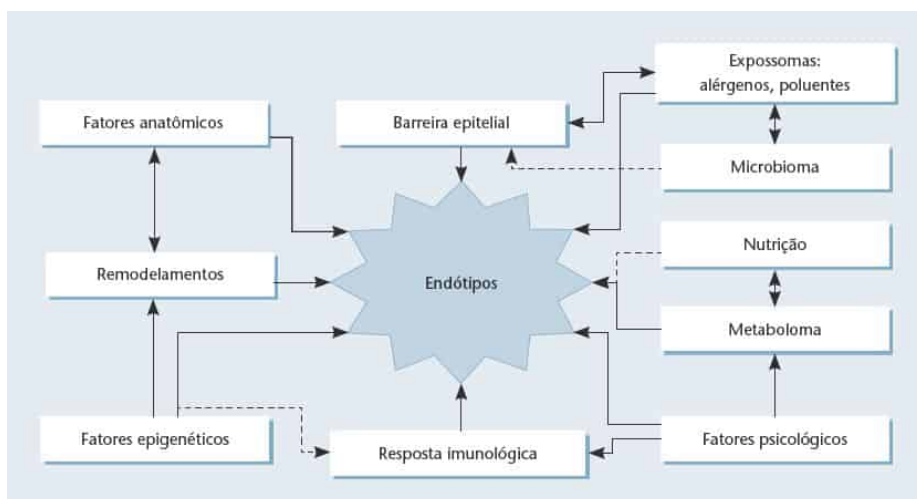 Expossomas:
alérgenos, poluentes
Fatores anatômicos
Barreira epitelial
Microbioma
Nutrição
Remodelamentos
Endótipos
Metaboloma
Fatores epigenéticos
Resposta imunológica
Fatores psicológicos